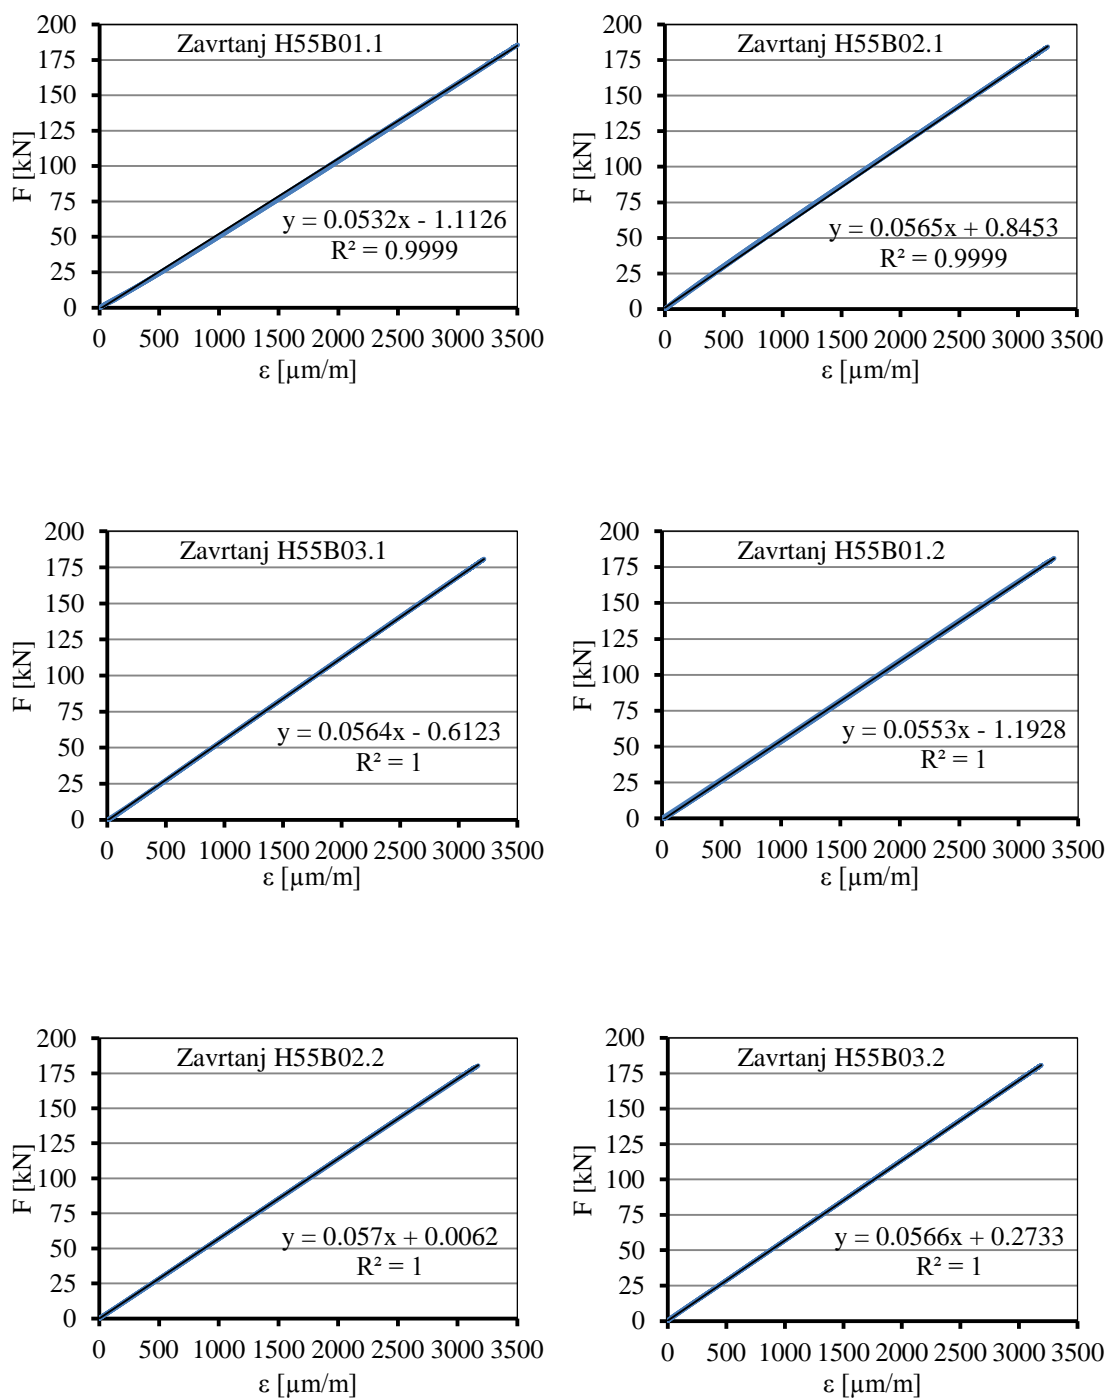 Zavrtanj H55B01.1
200
175
150
125
100
75
50
25
0
F [kN]
y = 0.0532x - 1.1126
R² = 0.9999
0 500 1000 1500 2000 2500 3000 3500
ε [µm/m]
Zavrtanj H55B02.1
200
175
150
125
100
75
50
25
0
F [kN]
y = 0.0565x + 0.8453
R² = 0.9999
0 500 1000 1500 2000 2500 3000 3500
ε [µm/m]
Zavrtanj H55B03.1
200
175
150
125
100
75
50
25
0
F [kN]
y = 0.0564x - 0.6123
R² = 1
0 500 1000 1500 2000 2500 3000 3500
ε [µm/m]
Zavrtanj H55B01.2
200
175
150
125
100
75
50
25
0
F [kN]
y = 0.0553x - 1.1928
R² = 1
0 500 1000 1500 2000 2500 3000 3500
ε [µm/m]
Zavrtanj H55B02.2
200
175
150
125
100
75
50
25
0
F [kN]
y = 0.057x + 0.0062
R² = 1
0 500 1000 1500 2000 2500 3000 3500
ε [µm/m]
Zavrtanj H55B03.2
200
175
150
125
100
75
50
25
0
F [kN]
y = 0.0566x + 0.2733
R² = 1
0 500 1000 1500 2000 2500 3000 3500
ε [µm/m]